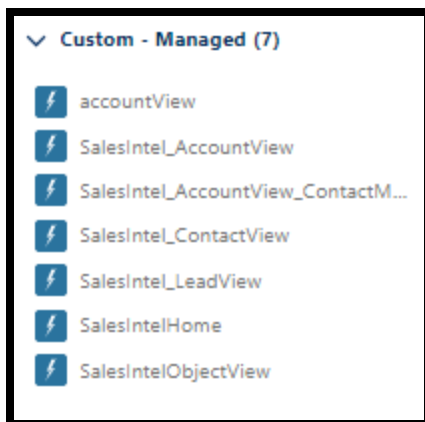 Custom - Managed (7)
accountView
SalesIntel_AccountView
SalesIntel_AccountView_ContactM...
SalesIntel_ContactView
SalesIntel_LeadView
SalesIntelHome
SalesIntelObjectView